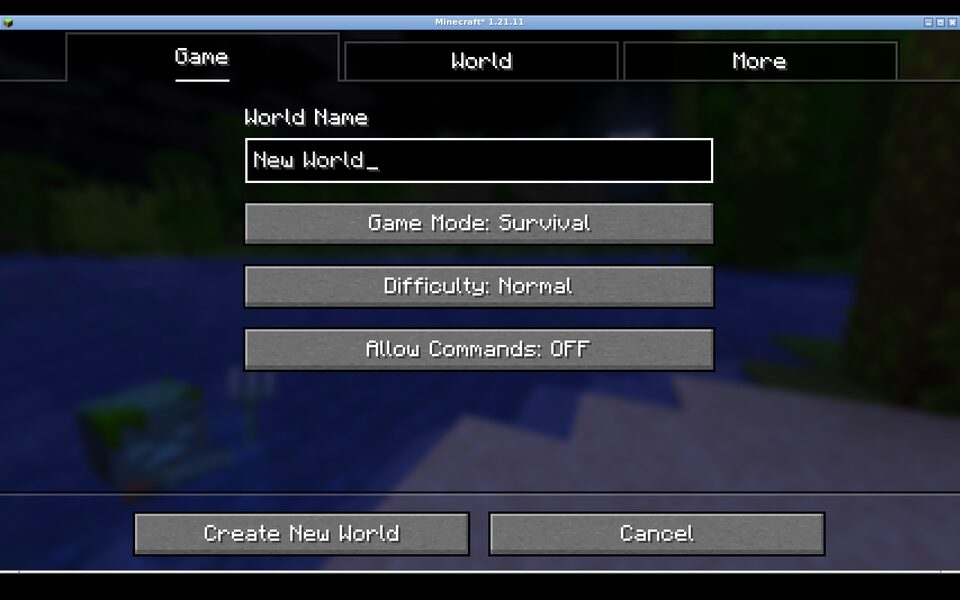 Minecraft* 1.21.11
Game
World
More
World Name
New World_
Game Mode: Survival
Difficulty: Normal
Allow Commands: OFF
Create New World
Cancel